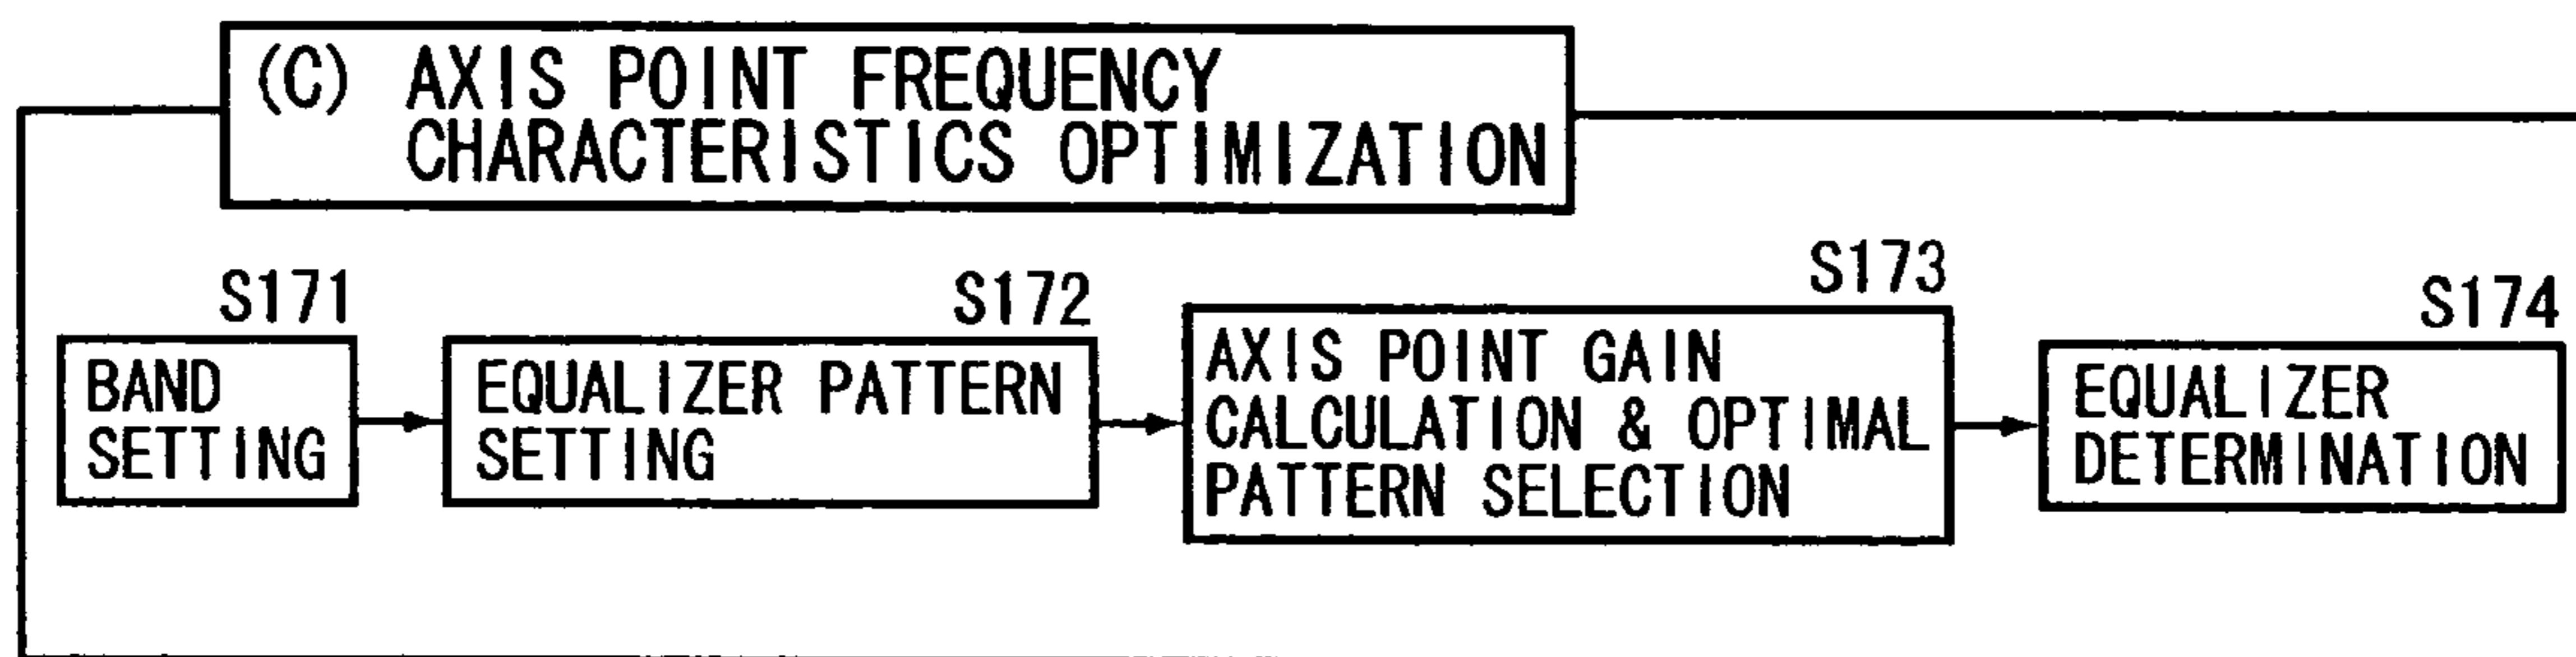 (C) AXIS POINT FREQUENCY
CHARACTERISTICS OPTIMIZATION
S171
BAND
SETTING
S172
EQUALIZER PATTERN
SETTING
S173
AXIS POINT GAIN
CALCULATION & OPTIMAL
PATTERN SELECTION
S174
EQUALIZER
DETERMINATION